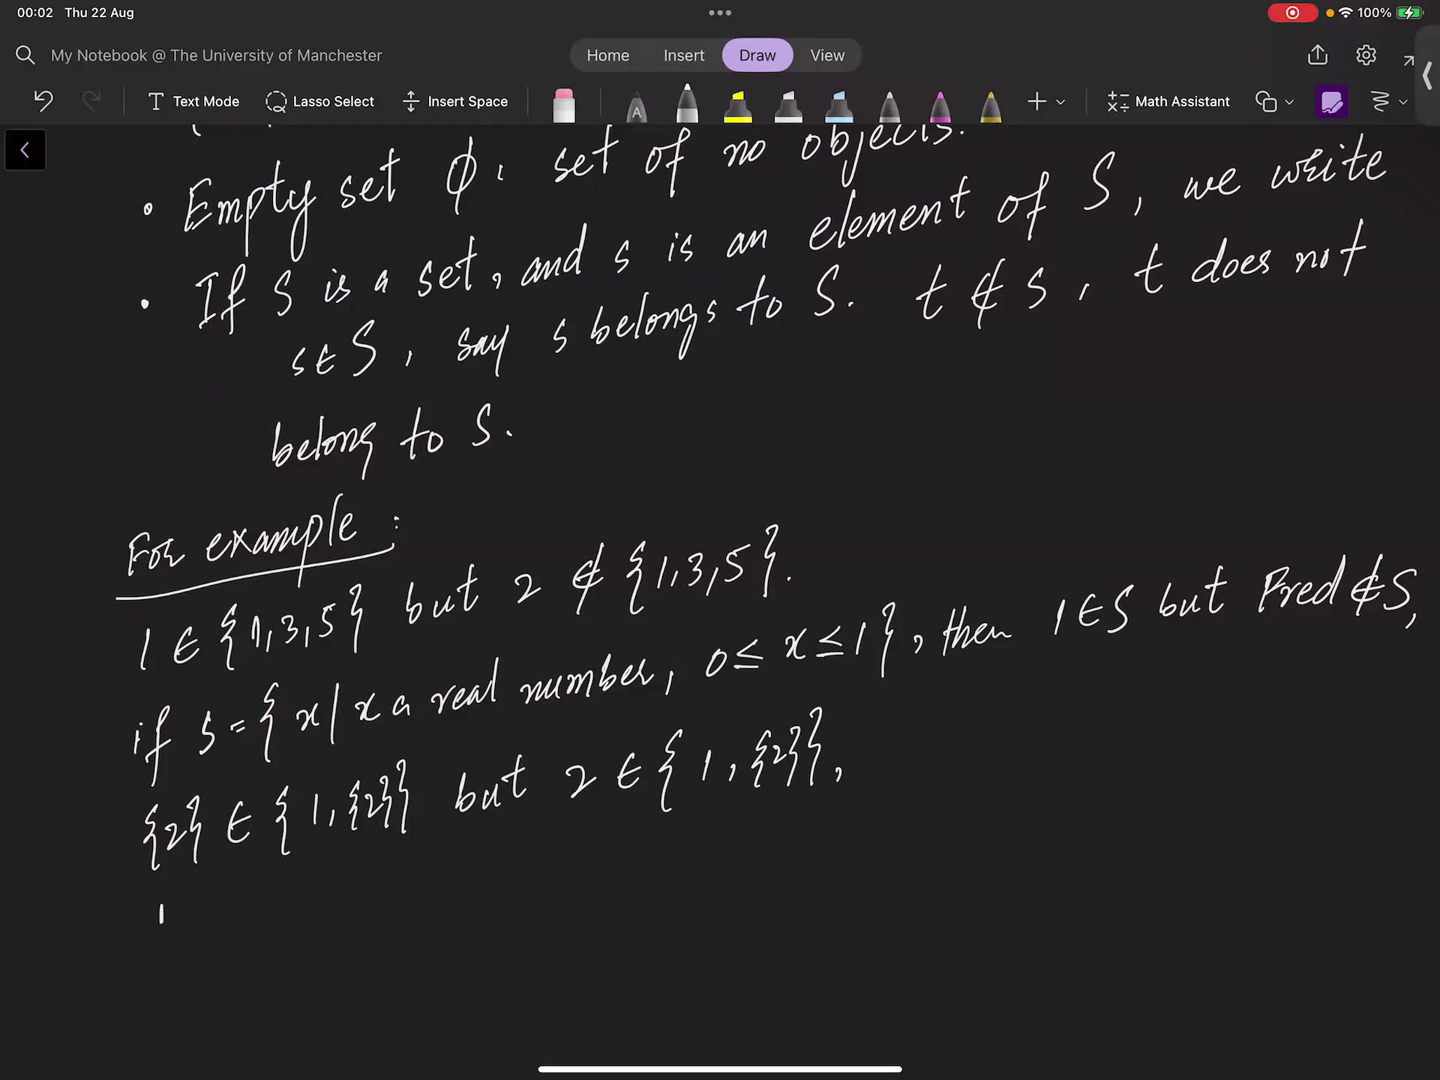 00:02 Thu 22 Aug
100%
My Notebook @ The University of Manchester
Home Insert Draw View
Text Mode Lasso Select Insert Space Math Assistant
• Empty set ϕ, set of no objects.
• If S is a set, and s is an element of S, we write
s∈S, say s belongs to S. t ∉ S, t does not
belong to S.
For example:
1 ∈ {1,3,5} but 2 ∉ {1,3,5}.
if S={x|x a real number, 0≤ x≤1}, then 1∈S but Fred∉S,
{2} ∈ {1,{2}} but 2 ∈ {1,{2}},